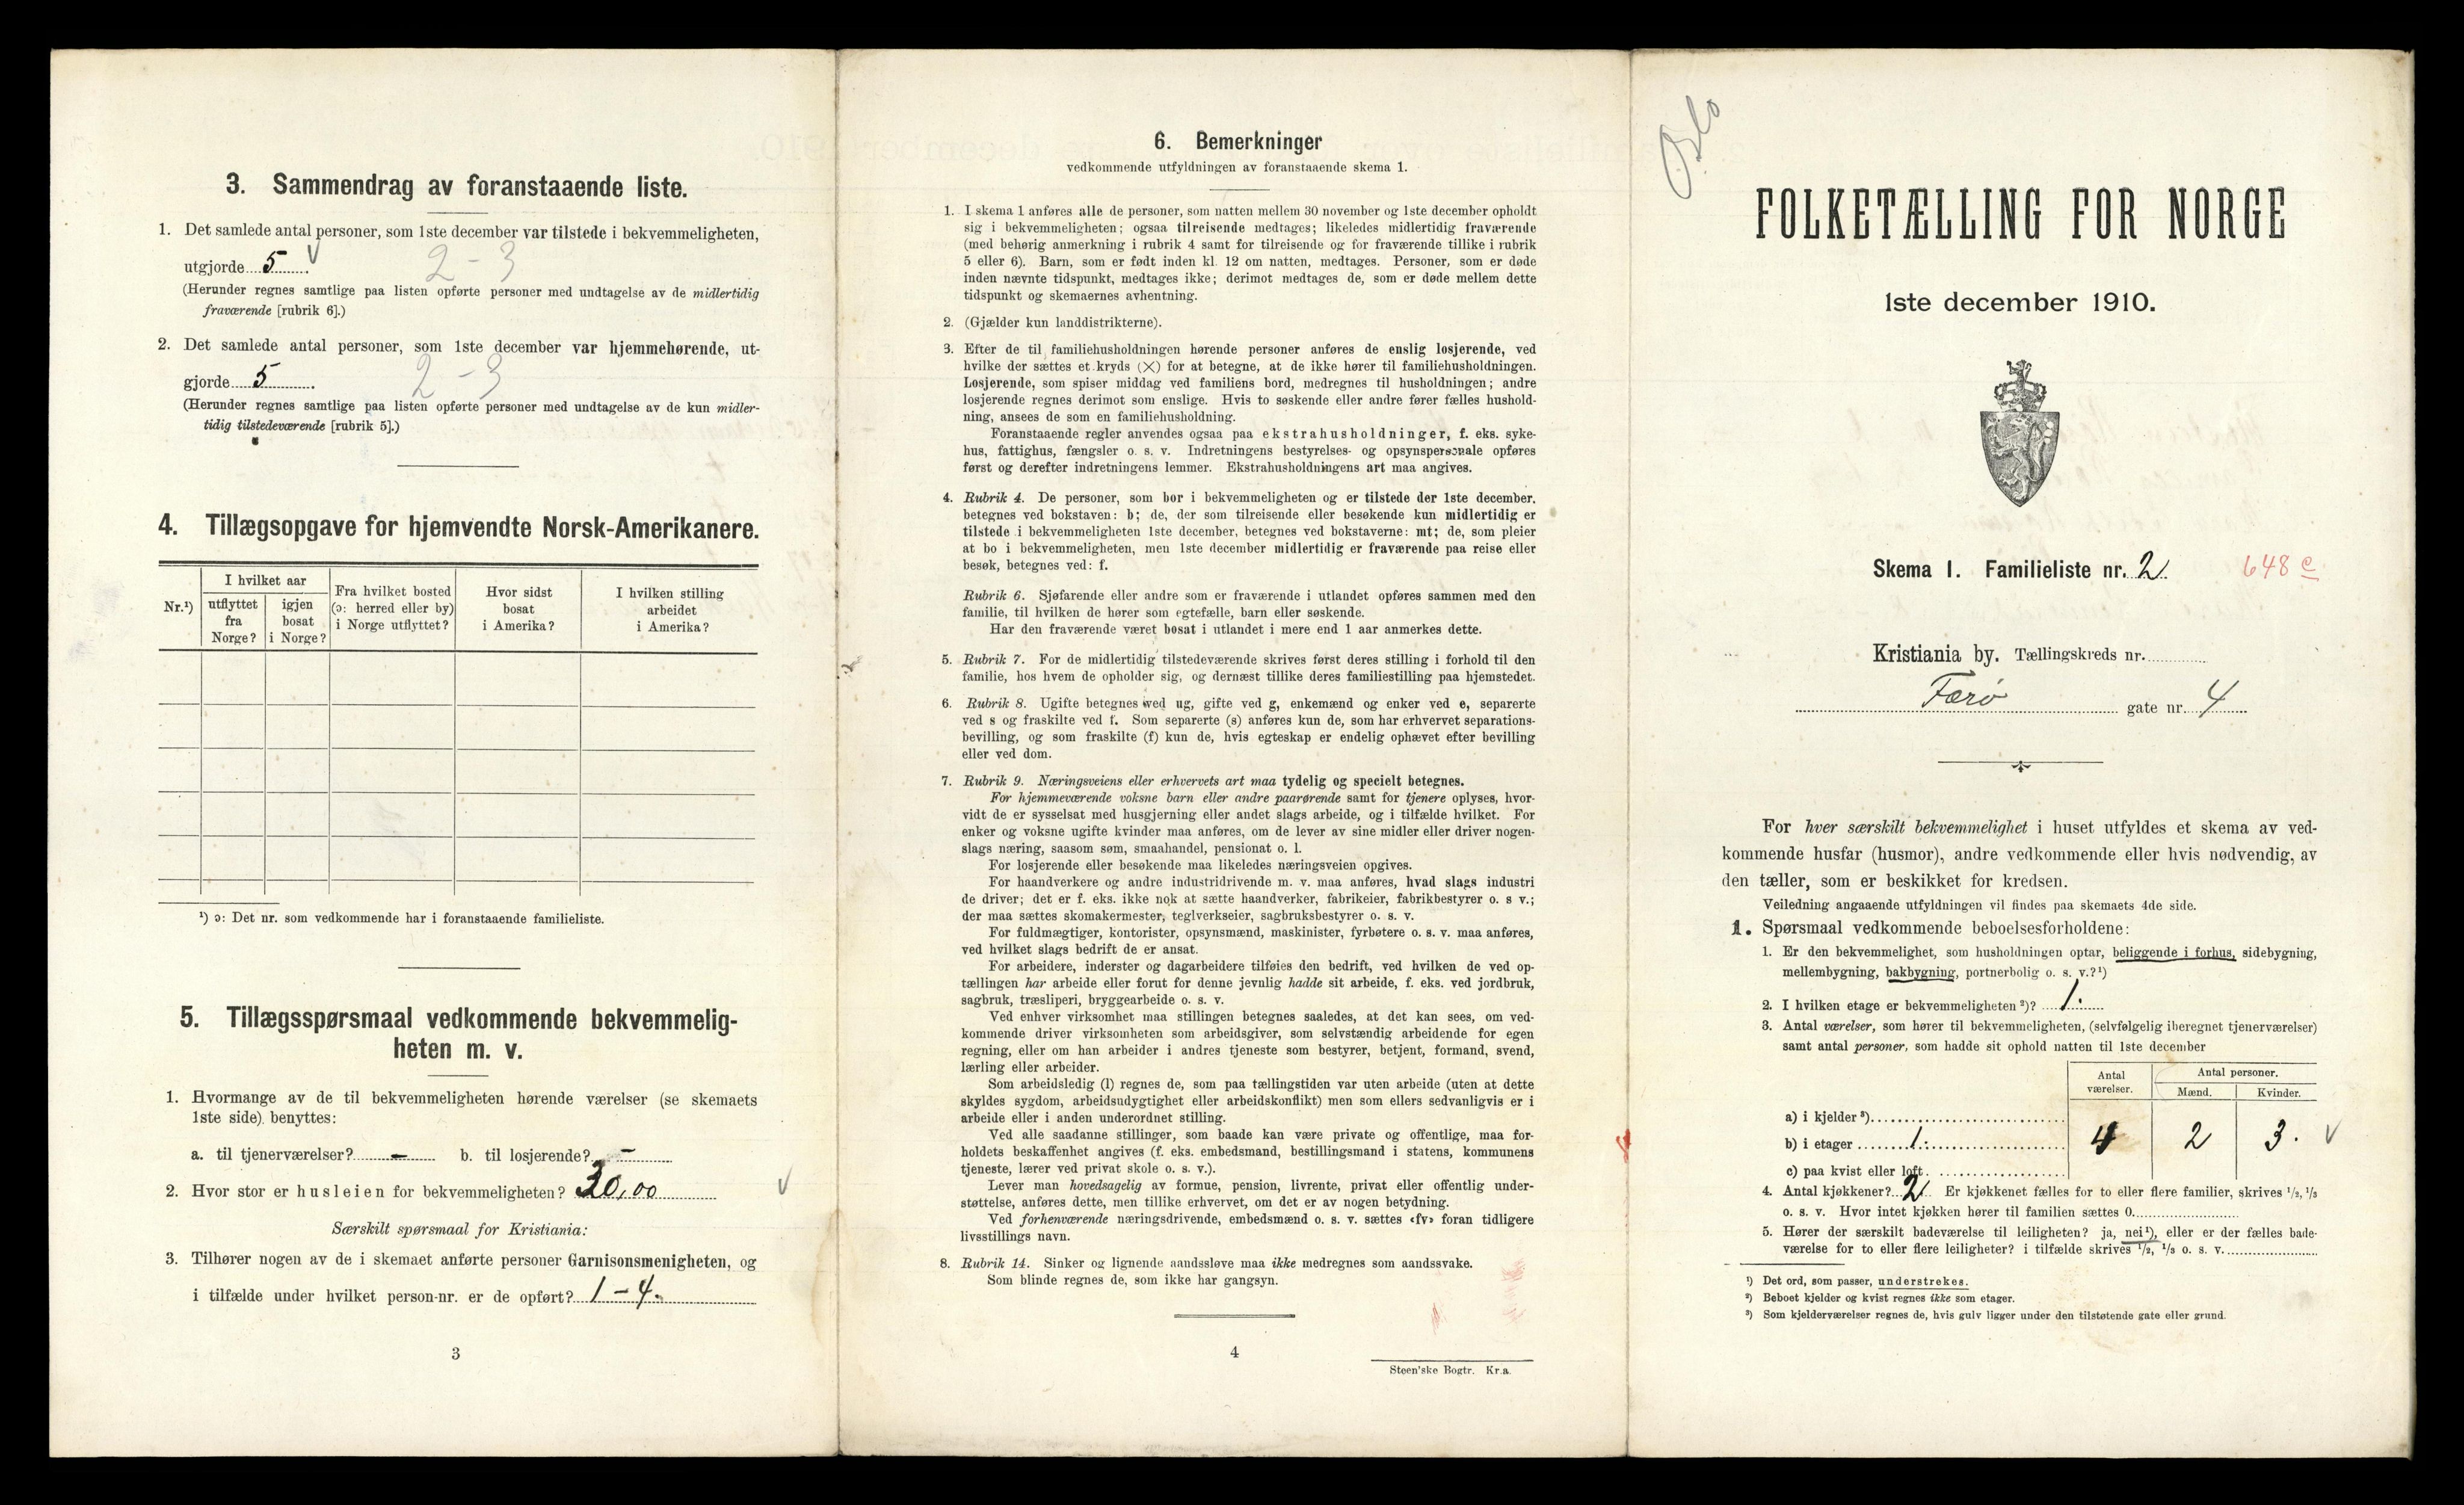 3. Sammendrag av foranstaaende liste.
1. Det samlede antal personer, som 1ste december var tilstede i bekvemmeligheten,
utgjorde....5........ 2-3
(Herunder regnes samtlige paa listen opførte personer med undtagelse av de midlertidig
fraværende [rubrik 6].)
2. Det samlede antal personer, som 1ste december var hjemmehørende, ut-
gjorde.....5........... 2-3
(Herunder regnes samtlige paa listen opførte personer med undtagelse av de kun midler-
tidig tilstedeværende [rubrik 5].)
4. Tillægsopgave for hjemvendte Norsk-Amerikanere.
Nr.¹)
I hvilket aar
utflyttet
fra
Norge?
igjen
bosat
i Norge?
Fra hvilket bosted
(ɔ: herred eller by)
i Norge utflyttet?
Hvor sidst
bosat
i Amerika?
I hvilken stilling
arbeidet
i Amerika?
¹) ɔ: Det nr. som vedkommende har i foranstaaende familieliste.
5. Tillægsspørsmaal vedkommende bekvemmelig-
heten m. v.
1. Hvormange av de til bekvemmeligheten hørende værelser (se skemaets
1ste side) benyttes:
a. til tjenerværelser?......–...... b. til losjerende?....–......
2. Hvor stor er husleien for bekvemmeligheten? 30,00
Særskilt spørsmaal for Kristiania:
3. Tilhører nogen av de i skemaet anførte personer Garnisonsmenigheten, og
i tilfælde under hvilket person-nr. er de opført? 1 – 4.
3
6. Bemerkninger
vedkommende utfyldningen av foranstaaende skema 1.
1. I skema 1 anføres alle de personer, som natten mellem 30 november og 1ste december opholdt
sig i bekvemmeligheten; ogsaa tilreisende medtages; likeledes midlertidig fraværende
(med behørig anmerkning i rubrik 4 samt for tilreisende og for fraværende tillike i rubrik
5 eller 6). Barn, som er født inden kl. 12 om natten, medtages. Personer, som er døde
inden nævnte tidspunkt, medtages ikke; derimot medtages de, som er døde mellem dette
tidspunkt og skemaernes avhentning.
2. (Gjælder kun landdistrikterne).
3. Efter de til familiehusholdningen hørende personer anføres de enslig losjerende, ved
hvilke der sættes et kryds (×) for at betegne, at de ikke hører til familiehusholdningen.
Losjerende, som spiser middag ved familiens bord, medregnes til husholdningen; andre
losjerende regnes derimot som enslige. Hvis to søskende eller andre fører fælles hushold-
ning, ansees de som en familiehusholdning.
Foranstaaende regler anvendes ogsaa paa ekstrahusholdninger, f. eks. syke-
hus, fattighus, fængsler o. s. v. Indretningens bestyrelses- og opsynspersonale opføres
først og derefter indretningens lemmer. Ekstrahusholdningens art maa angives.
4. Rubrik 4. De personer, som bor i bekvemmeligheten og er tilstede der 1ste december,
betegnes ved bokstaven: b; de, der som tilreisende eller besøkende kun midlertidig er
tilstede i bekvemmeligheten 1ste december, betegnes ved bokstaverne: mt; de, som pleier
at bo i bekvemmeligheten, men 1ste december midlertidig er fraværende paa reise eller
besøk, betegnes ved: f.
Rubrik 6. Sjøfarende eller andre som er fraværende i utlandet opføres sammen med den
familie, til hvilken de hører som egtefælle, barn eller søskende.
Har den fraværende været bosat i utlandet i mere end 1 aar anmerkes dette.
5. Rubrik 7. For de midlertidig tilstedeværende skrives først deres stilling i forhold til den
familie, hos hvem de opholder sig, og dernæst tillike deres familiestilling paa hjemstedet.
6. Rubrik 8. Ugifte betegnes ved ug, gifte ved g, enkemænd og enker ved e, separerte
ved s og fraskilte ved f. Som separerte (s) anføres kun de, som har erhvervet separations-
bevilling, og som fraskilte (f) kun de, hvis egteskap er endelig ophævet efter bevilling
eller ved dom.
7. Rubrik 9. Næringsveiens eller erhvervets art maa tydelig og specielt betegnes.
For hjemmeværende voksne barn eller andre paarørende samt for tjenere oplyses, hvor-
vidt de er sysselsat med husgjerning eller andet slags arbeide, og i tilfælde hvilket. For
enker og voksne ugifte kvinder maa anføres, om de lever av sine midler eller driver nogen-
slags næring, saasom søm, smaahandel, pensionat o. l.
For losjerende eller besøkende maa likeledes næringsveien opgives.
For haandverkere og andre industridrivende m. v. maa anføres, hvad slags industri
de driver; det er f. eks. ikke nok at sætte haandverker, fabrikeier, fabrikbestyrer o. s v.;
der maa sættes skomakermester, teglverkseier, sagbruksbestyrer o. s. v.
For fuldmægtiger, kontorister, opsynsmænd, maskinister, fyrbøtere o. s. v. maa anføres,
ved hvilket slags bedrift de er ansat.
For arbeidere, inderster og dagarbeidere tilføies den bedrift, ved hvilken de ved op-
tællingen har arbeide eller forut for denne jevnlig hadde sit arbeide, f. eks. ved jordbruk,
sagbruk, træsliperi, bryggearbeide o. s. v.
Ved enhver virksomhet maa stillingen betegnes saaledes, at det kan sees, om ved-
kommende driver virksomheten som arbeidsgiver, som selvstændig arbeidende for egen
regning, eller om han arbeider i andres tjeneste som bestyrer, betjent, formand, svend,
lærling eller arbeider.
Som arbeidsledig (l) regnes de, som paa tællingstiden var uten arbeide (uten at dette
skyldes sygdom, arbeidsudygtighet eller arbeidskonflikt) men som ellers sedvanligvis er i
arbeide eller i anden underordnet stilling.
Ved alle saadanne stillinger, som baade kan være private og offentlige, maa for-
holdets beskaffenhet angives (f. eks. embedsmand, bestillingsmand i statens, kommunens
tjeneste, lærer ved privat skole o. s. v.).
Lever man hovedsagelig av formue, pension, livrente, privat eller offentlig under-
støttelse, anføres dette, men tillike erhvervet, om det er av nogen betydning.
Ved forhenværende næringsdrivende, embedsmænd o. s. v. sættes «fv» foran tidligere
livsstillings navn.
8. Rubrik 14. Sinker og lignende aandssløve maa ikke medregnes som aandssvake.
Som blinde regnes de, som ikke har gangsyn.
4
Steen'ske Bogtr. Kr.a.
Oslo
FOLKETÆLLING FOR NORGE
1ste december 1910.
Skema 1. Familieliste nr. 2. 648 e
Kristiania by. Tællingskreds nr.............
Færø gate nr. 4
For hver særskilt bekvemmelighet i huset utfyldes et skema av ved-
kommende husfar (husmor), andre vedkommende eller hvis nødvendig, av
den tæller, som er beskikket for kredsen.
Veiledning angaaende utfyldningen vil findes paa skemaets 4de side.
1. Spørsmaal vedkommende beboelsesforholdene:
1. Er den bekvemmelighet, som husholdningen optar, beliggende i forhus, sidebygning,
mellembygning, bakbygning, portnerbolig o. s. v.?¹)
2. I hvilken etage er bekvemmeligheten²)? 1.
3. Antal værelser, som hører til bekvemmeligheten, (selvfølgelig iberegnet tjenerværelser)
samt antal personer, som hadde sit ophold natten til 1ste december
Antal
værelser.
Antal personer.
Mænd. Kvinder.
a) i kjelder³)
b) i etager 1. 4 2 3.
c) paa kvist eller loft
4. Antal kjøkkener? 2 Er kjøkkenet fælles for to eller flere familier, skrives 1/2, 1/3
o. s. v. Hvor intet kjøkken hører til familien sættes 0.
5. Hører der særskilt badeværelse til leiligheten? ja, nei¹), eller er der fælles bade-
værelse for to eller flere leiligheter? i tilfælde skrives 1/2, 1/3 o. s. v.
¹) Det ord, som passer, understrekes.
²) Beboet kjelder og kvist regnes ikke som etager.
³) Som kjelderværelser regnes de, hvis gulv ligger under den tilstøtende gate eller grund.